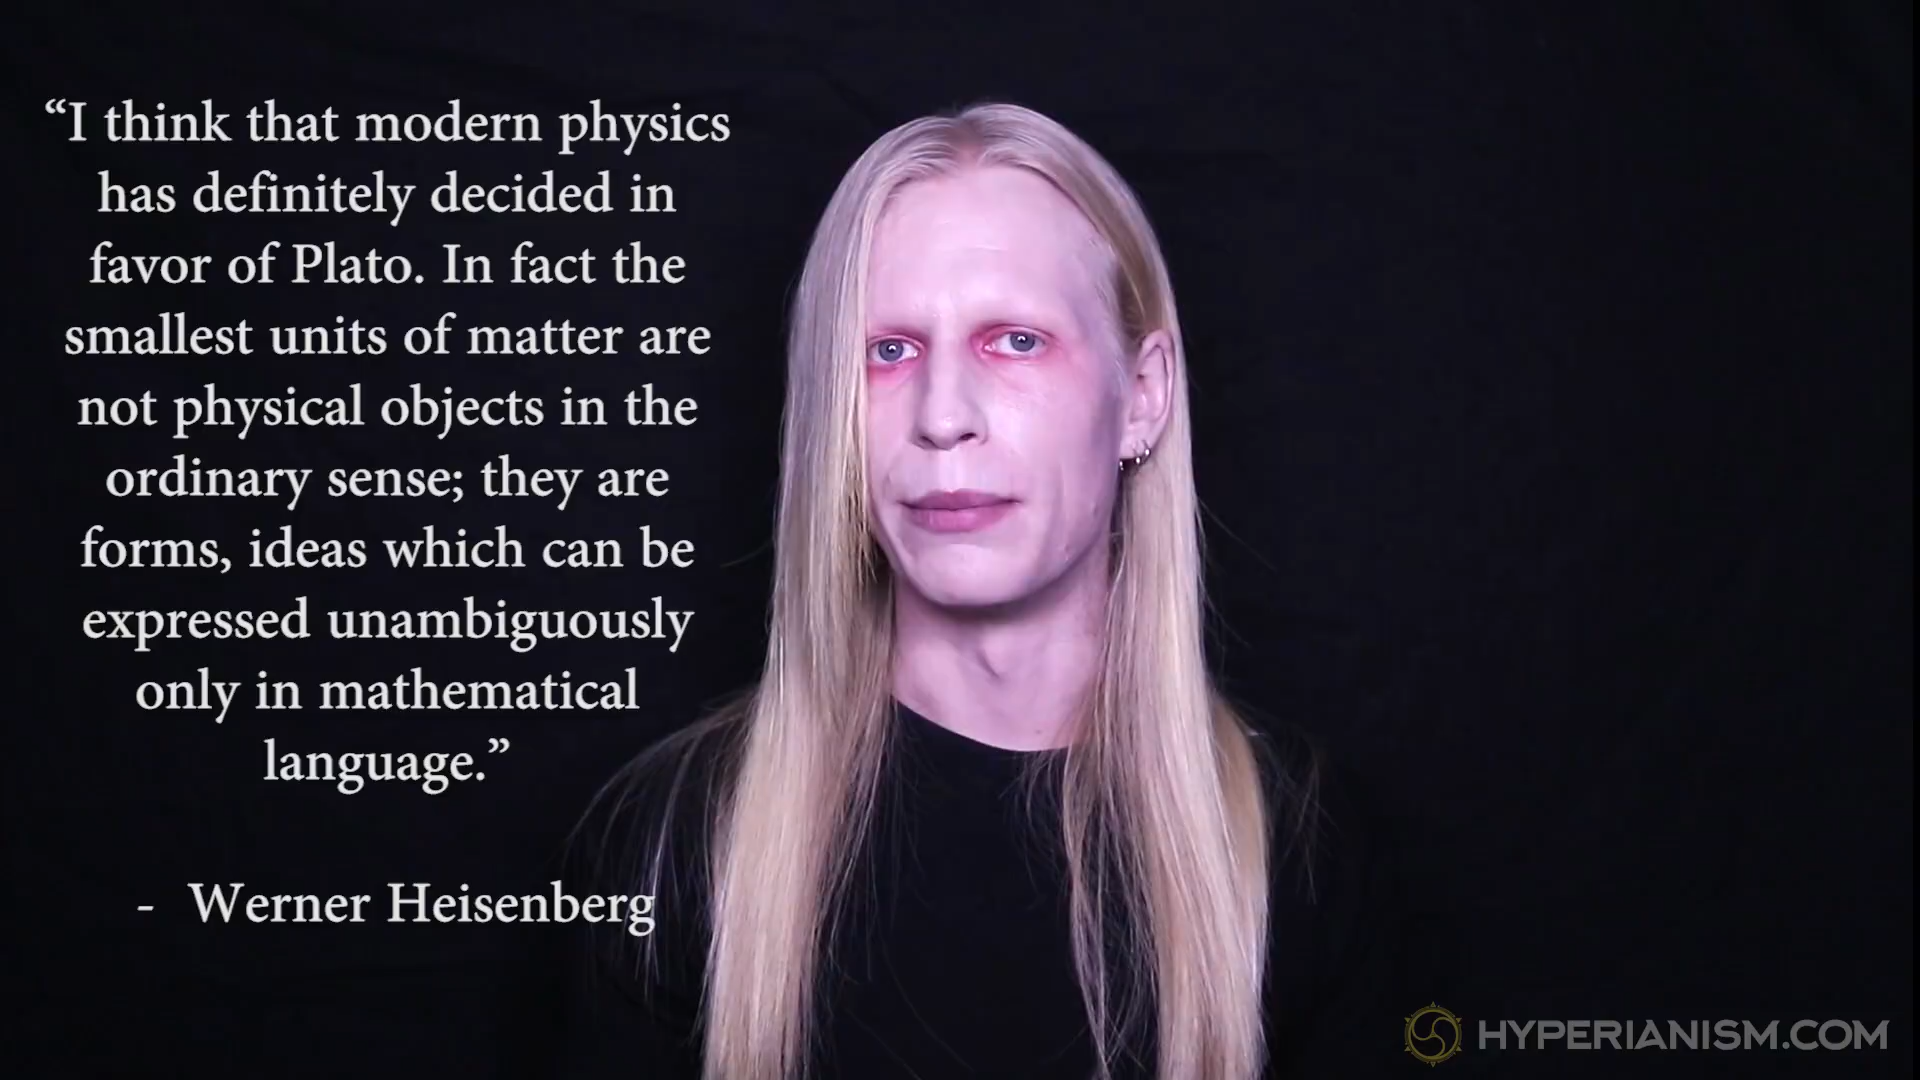 “I think that modern physics
has definitely decided in
favor of Plato. In fact the
smallest units of matter are
not physical objects in the
ordinary sense; they are
forms, ideas which can be
expressed unambiguously
only in mathematical
language.”
- Werner Heisenberg
HYPERIANISM.COM